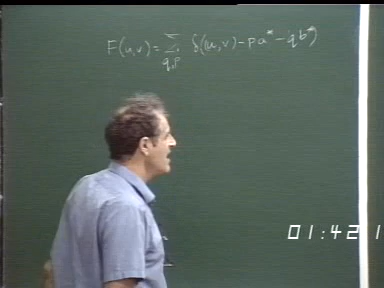 F(u,v) = Σ δ((u,v) - pa* - qb*)
q,p
01:42 1